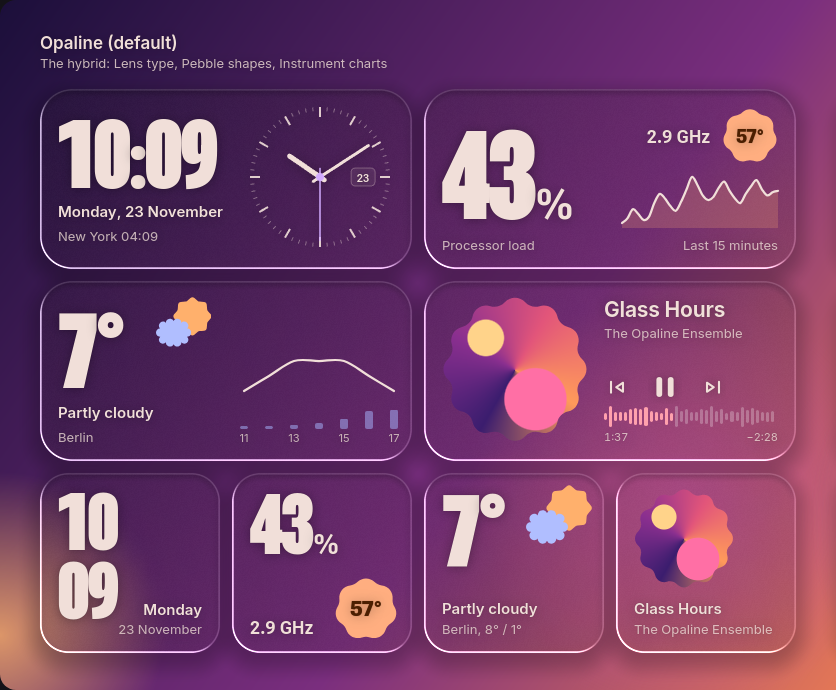 Opaline (default)
The hybrid: Lens type, Pebble shapes, Instrument charts
10:09
Monday, 23 November
New York 04:09
23
43%
2.9 GHz
57°
Processor load
Last 15 minutes
7°
Partly cloudy
Berlin
11 13 15 17
Glass Hours
The Opaline Ensemble
1:37
−2:28
10
09
Monday
23 November
43%
2.9 GHz
57°
7°
Partly cloudy
Berlin, 8° / 1°
Glass Hours
The Opaline Ensemble